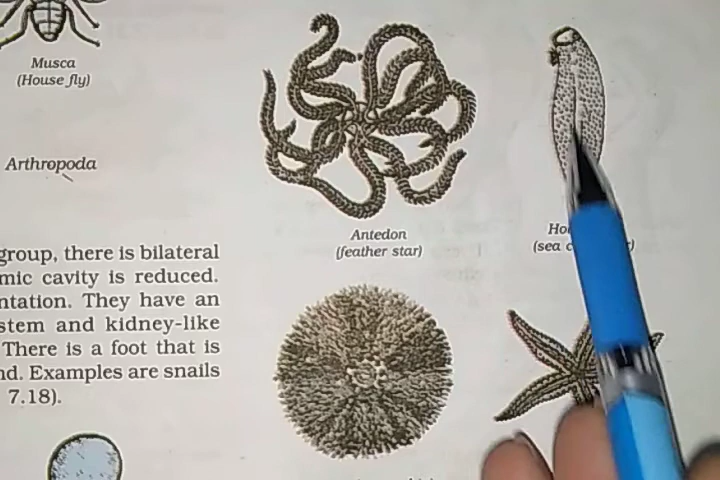 Musca
(House fly)
Arthropoda
Antedon
(feather star)
(sea
group, there is bilateral
mic cavity is reduced.
ntation. They have an
stem and kidney-like
There is a foot that is
nd. Examples are snails
7.18).